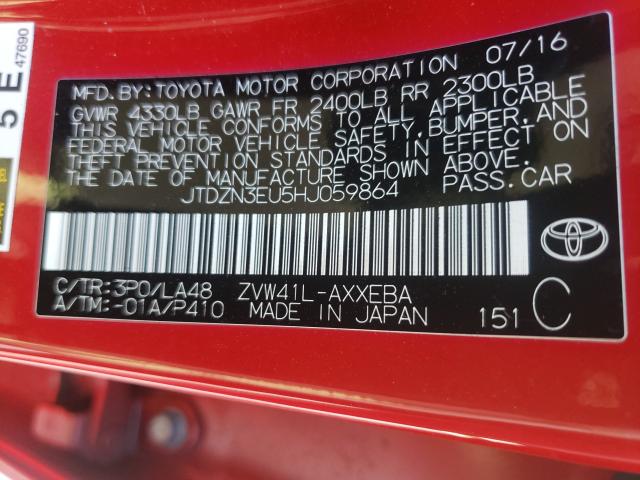 5 E
47690
MFD. BY: TOYOTA MOTOR CORPORATION 07/16
GVWR 4330LB GAWR FR 2400LB RR 2300LB
THIS VEHICLE CONFORMS TO ALL APPLICABLE
FEDERAL MOTOR VEHICLE SAFETY, BUMPER, AND
THEFT PREVENTION STANDARDS IN EFFECT ON
THE DATE OF MANUFACTURE SHOWN ABOVE.
JTDZN3EU5HJ059864 PASS.CAR
C/TR:3P0/LA48 ZVW41L-AXXEBA
A/TM:-01A/P410 MADE IN JAPAN 151 C